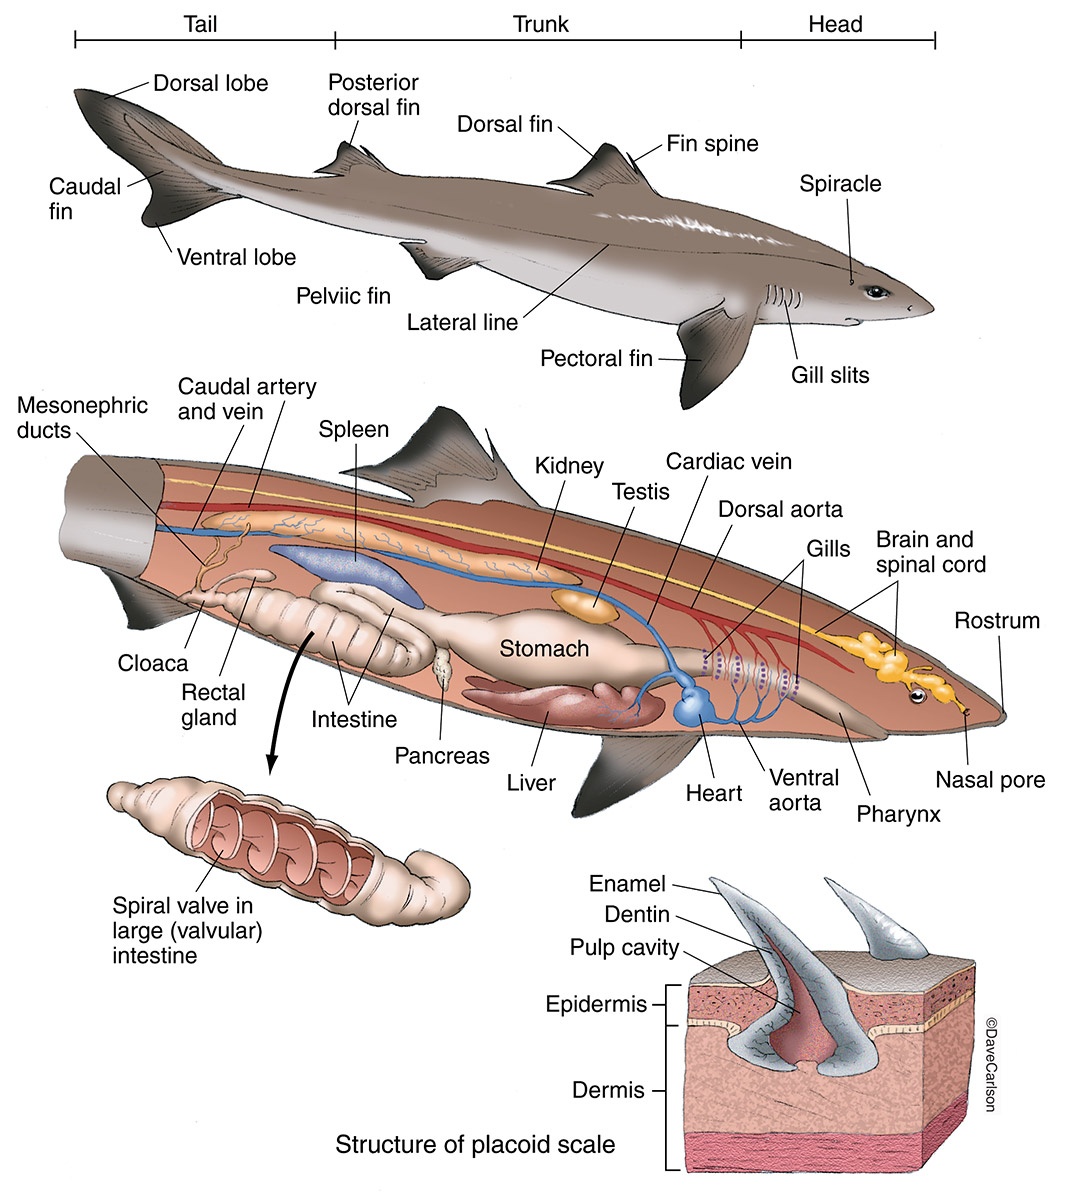 Tail
Trunk
Head
Dorsal lobe
Posterior
dorsal fin
Dorsal fin
Fin spine
Spiracle
Caudal
fin
Ventral lobe
Pelviic fin
Lateral line
Pectoral fin
Gill slits
Caudal artery
and vein
Mesonephric
ducts
Spleen
Kidney
Cardiac vein
Testis
Dorsal aorta
Gills
Brain and
spinal cord
Rostrum
Stomach
Cloaca
Rectal
gland
Intestine
Pancreas
Liver
Heart
Ventral
aorta
Nasal pore
Pharynx
Spiral valve in
large (valvular)
intestine
Enamel
Dentin
Pulp cavity
Epidermis
Dermis
©DaveCarlson
Structure of placoid scale